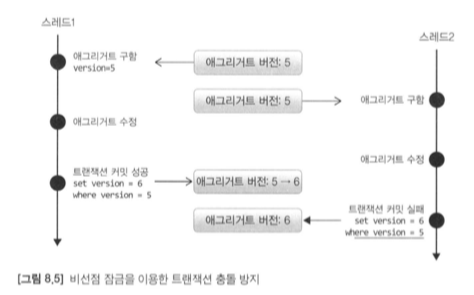 스레드1
스레드2
애그리거트 구함
version=5
애그리거트 버전: 5
애그리거트 버전: 5
애그리거트 구함
애그리거트 수정
애그리거트 수정
트랜잭션 커밋 성공
set version = 6
where version = 5
애그리거트 버전: 5 → 6
애그리거트 버전: 6
트랜잭션 커밋 실패
set version = 6
where version = 5
[그림 8.5] 비선점 잠금을 이용한 트랜잭션 충돌 방지